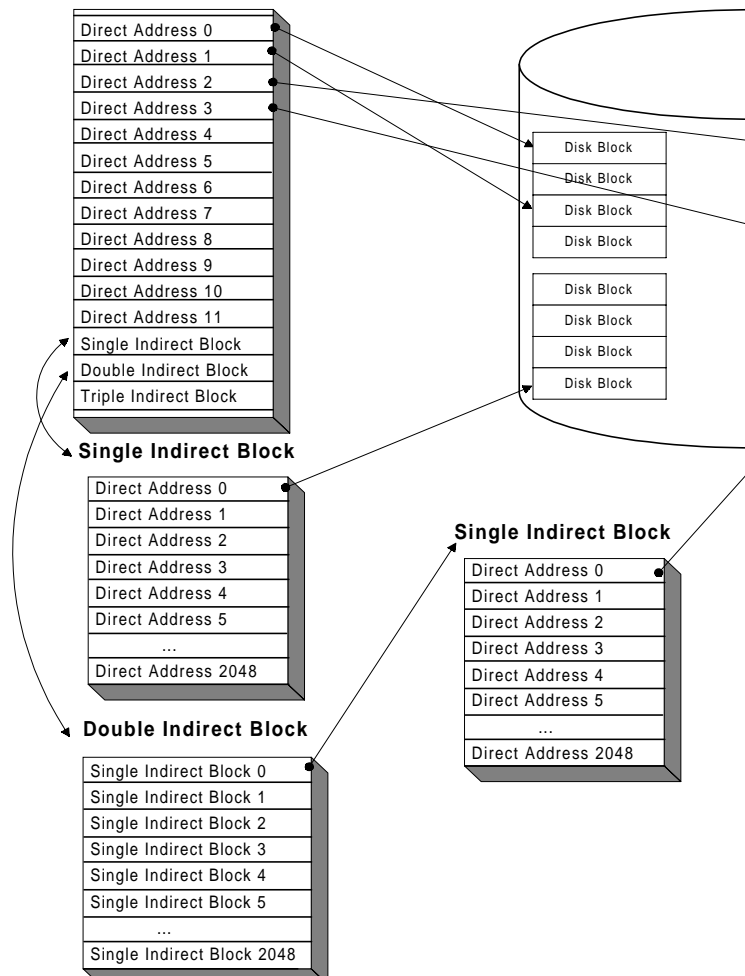 Direct Address 0
Direct Address 1
Direct Address 2
Direct Address 3
Direct Address 4
Direct Address 5
Direct Address 6
Direct Address 7
Direct Address 8
Direct Address 9
Direct Address 10
Direct Address 11
Single Indirect Block
Double Indirect Block
Triple Indirect Block
Disk Block
Disk Block
Disk Block
Disk Block
Disk Block
Disk Block
Disk Block
Disk Block
Single Indirect Block
Direct Address 0
Direct Address 1
Direct Address 2
Direct Address 3
Direct Address 4
Direct Address 5
...
Direct Address 2048
Single Indirect Block
Direct Address 0
Direct Address 1
Direct Address 2
Direct Address 3
Direct Address 4
Direct Address 5
...
Direct Address 2048
Double Indirect Block
Single Indirect Block 0
Single Indirect Block 1
Single Indirect Block 2
Single Indirect Block 3
Single Indirect Block 4
Single Indirect Block 5
...
Single Indirect Block 2048